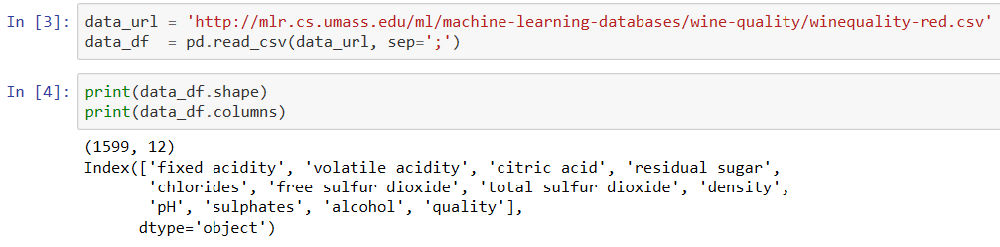 In [3]: data_url = 'http://mlr.cs.umass.edu/ml/machine-learning-databases/wine-quality/winequality-red.csv'
data_df  = pd.read_csv(data_url, sep=';')
In [4]: print(data_df.shape)
print(data_df.columns)
(1599, 12)
Index(['fixed acidity', 'volatile acidity', 'citric acid', 'residual sugar',
'chlorides', 'free sulfur dioxide', 'total sulfur dioxide', 'density',
'pH', 'sulphates', 'alcohol', 'quality'],
dtype='object')